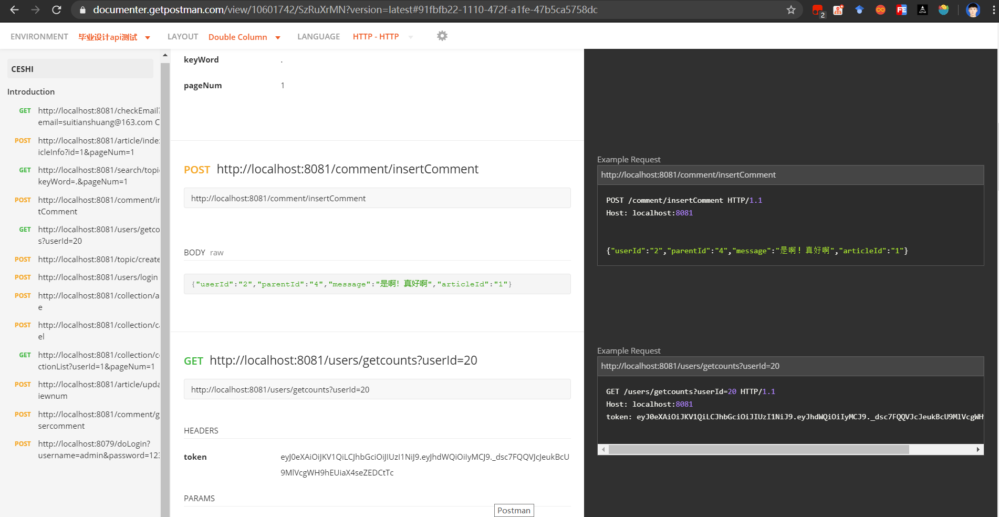 documenter.getpostman.com/view/10601742/SzRuXrMN?version=latest#91fbfb22-1110-472f-a1fe-47b5ca5758dc
2
FE
ASTAR
ENVIRONMENT 毕业设计api测试 LAYOUT Double Column LANGUAGE HTTP - HTTP
CESHI
Introduction
GET http://localhost:8081/checkEmail?
email=suitianshuang@163.com C
POST http://localhost:8081/article/index
icleInfo?id=1&pageNum=1
GET http://localhost:8081/search/topi
keyWord=.&pageNum=1
POST http://localhost:8081/comment/in
tComment
GET http://localhost:8081/users/getco
s?userId=20
POST http://localhost:8081/topic/create
POST http://localhost:8081/users/login
POST http://localhost:8081/collection/a
e
POST http://localhost:8081/collection/ca
el
GET http://localhost:8081/collection/co
ctionList?userId=1&pageNum=1
POST http://localhost:8081/article/upda
iewnum
POST http://localhost:8081/comment/g
sercomment
POST http://localhost:8079/doLogin?
username=admin&password=123
keyWord .
pageNum 1
POST http://localhost:8081/comment/insertComment
http://localhost:8081/comment/insertComment
BODY raw
{"userId":"2","parentId":"4","message":"是啊！真好啊","articleId":"1"}
GET http://localhost:8081/users/getcounts?userId=20
http://localhost:8081/users/getcounts?userId=20
HEADERS
token eyJ0eXAiOiJKV1QiLCJhbGciOiJIUzI1NiJ9.eyJhdWQiOiIyMCJ9._dsc7FQQVJcJeukBcU
9MlVcgWH9hEUiaX4seZEDCtTc
PARAMS
Postman
Example Request
http://localhost:8081/comment/insertComment
POST /comment/insertComment HTTP/1.1
Host: localhost:8081
{"userId":"2","parentId":"4","message":"是啊！真好啊","articleId":"1"}
Example Request
http://localhost:8081/users/getcounts?userId=20
GET /users/getcounts?userId=20 HTTP/1.1
Host: localhost:8081
token: eyJ0eXAiOiJKV1QiLCJhbGciOiJIUzI1NiJ9.eyJhdWQiOiIyMCJ9._dsc7FQQVJcJeukBcU9MlVcgWH